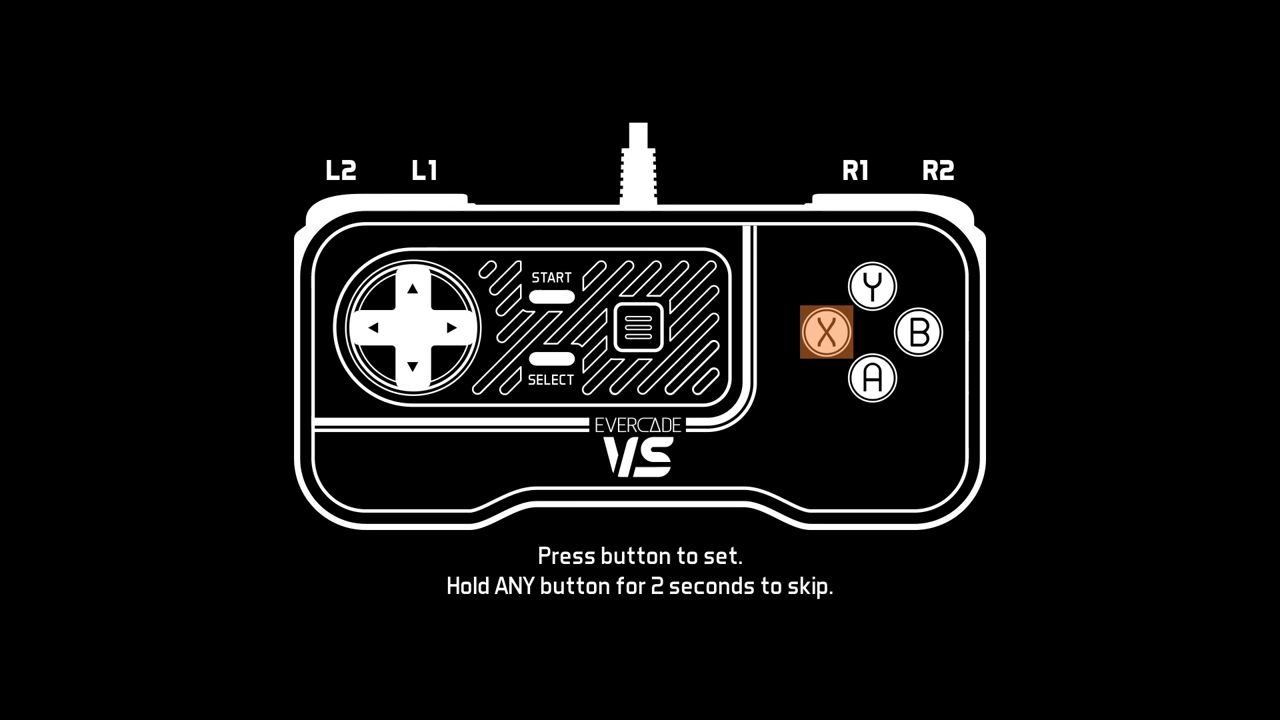 L2 L1 R1 R2
START
Y
X B
A
SELECT
EVERCADE
VS
Press button to set.
Hold ANY button for 2 seconds to skip.